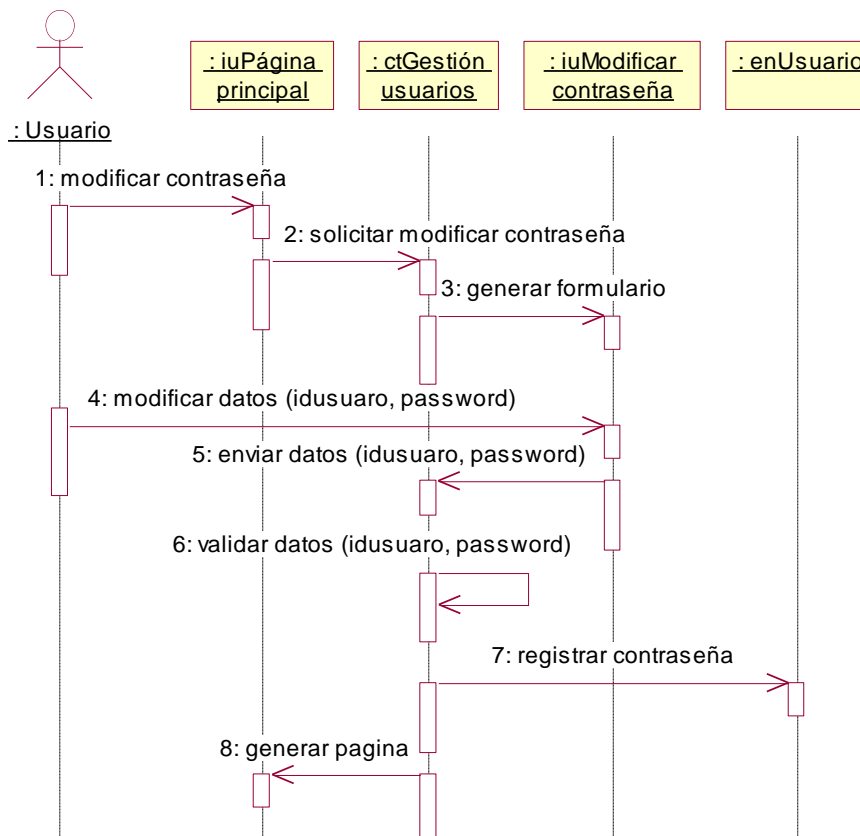 : iuPágina
principal
: ctGestión
usuarios
: iuModificar
contraseña
: enUsuario
: Usuario
1: modificar contraseña
2: solicitar modificar contraseña
3: generar formulario
4: modificar datos (idusuaro, password)
5: enviar datos (idusuaro, password)
6: validar datos (idusuaro, password)
7: registrar contraseña
8: generar pagina